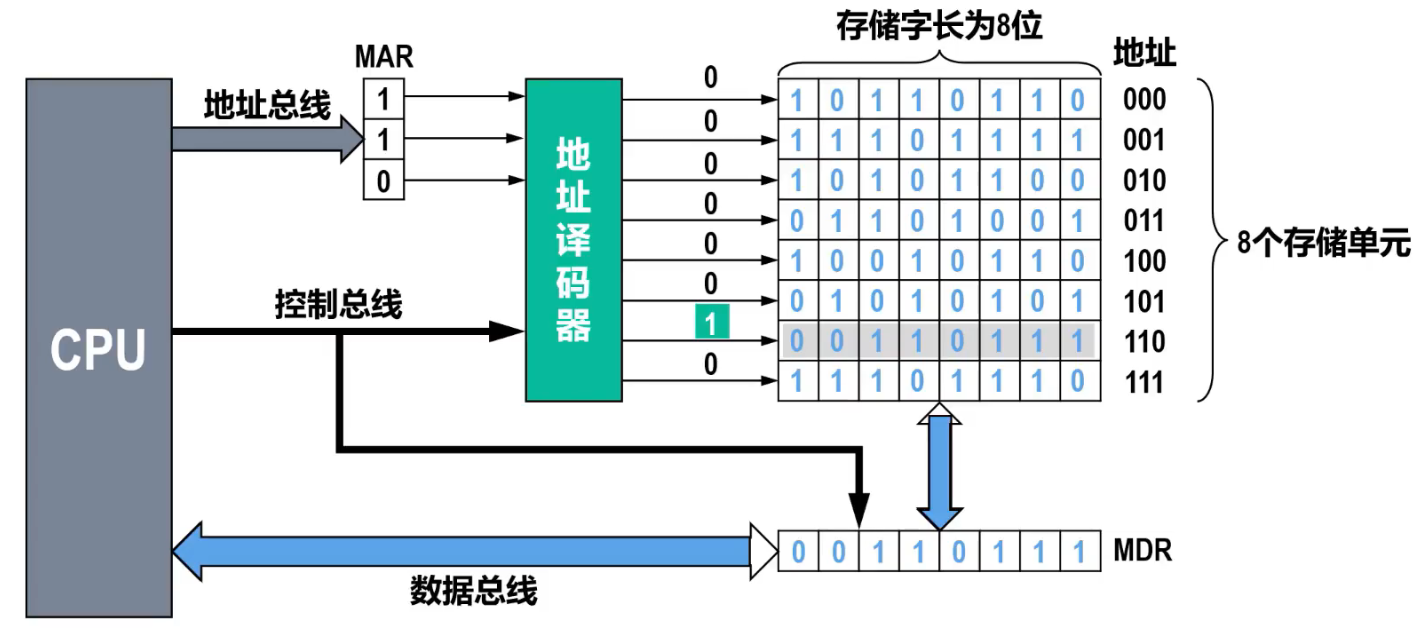 存储字长为8位
地址
MAR
地址总线
1
1
0
0
0
0
0
0
0
1
0
1 0 1 1 0 1 1 0 000
1 1 1 0 1 1 1 1 001
1 0 1 0 1 1 0 0 010
0 1 1 0 1 0 0 1 011
1 0 0 1 0 1 1 0 100
0 1 0 1 0 1 0 1 101
0 0 1 1 0 1 1 1 110
1 1 1 0 1 1 1 0 111
地址译码器
8个存储单元
控制总线
CPU
0 0 1 1 0 1 1 1 MDR
数据总线